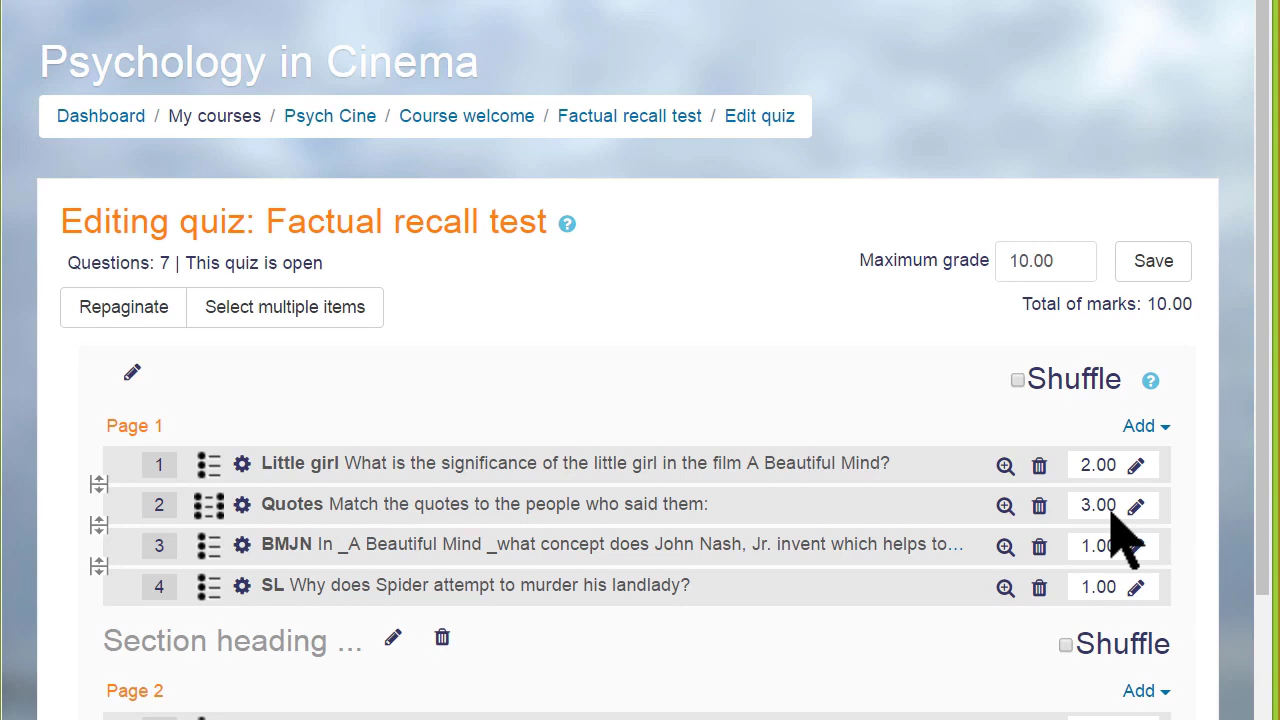 Psychology in Cinema
Dashboard / My courses / Psych Cine / Course welcome / Factual recall test / Edit quiz
Editing quiz: Factual recall test ?
Questions: 7 | This quiz is open
Maximum grade 10.00 Save
Repaginate Select multiple items
Total of marks: 10.00
Shuffle ?
Page 1 Add
1 Little girl What is the significance of the little girl in the film A Beautiful Mind? 2.00
2 Quotes Match the quotes to the people who said them: 3.00
3 BMJN In _A Beautiful Mind _what concept does John Nash, Jr. invent which helps to... 1.00
4 SL Why does Spider attempt to murder his landlady? 1.00
Section heading ... Shuffle
Page 2 Add